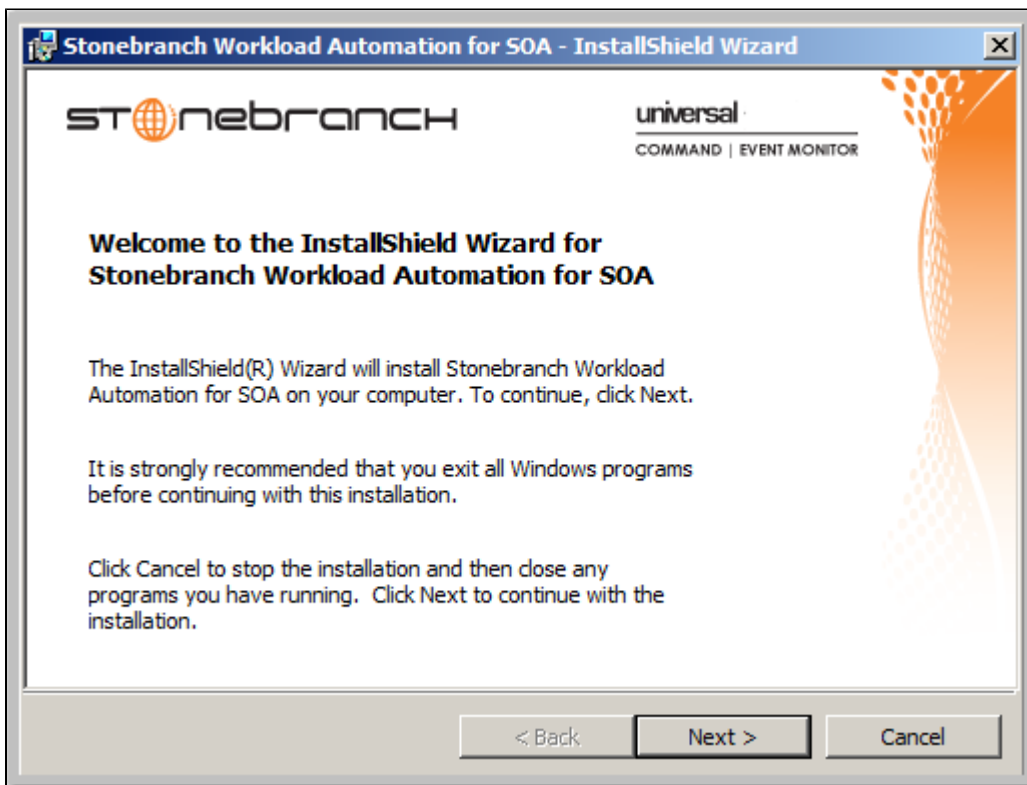 Stonebranch Workload Automation for SOA - InstallShield Wizard
stonebranch
universal
COMMAND | EVENT MONITOR
Welcome to the InstallShield Wizard for
Stonebranch Workload Automation for SOA
The InstallShield(R) Wizard will install Stonebranch Workload
Automation for SOA on your computer. To continue, click Next.
It is strongly recommended that you exit all Windows programs
before continuing with this installation.
Click Cancel to stop the installation and then close any
programs you have running.  Click Next to continue with the
installation.
< Back
Next >
Cancel